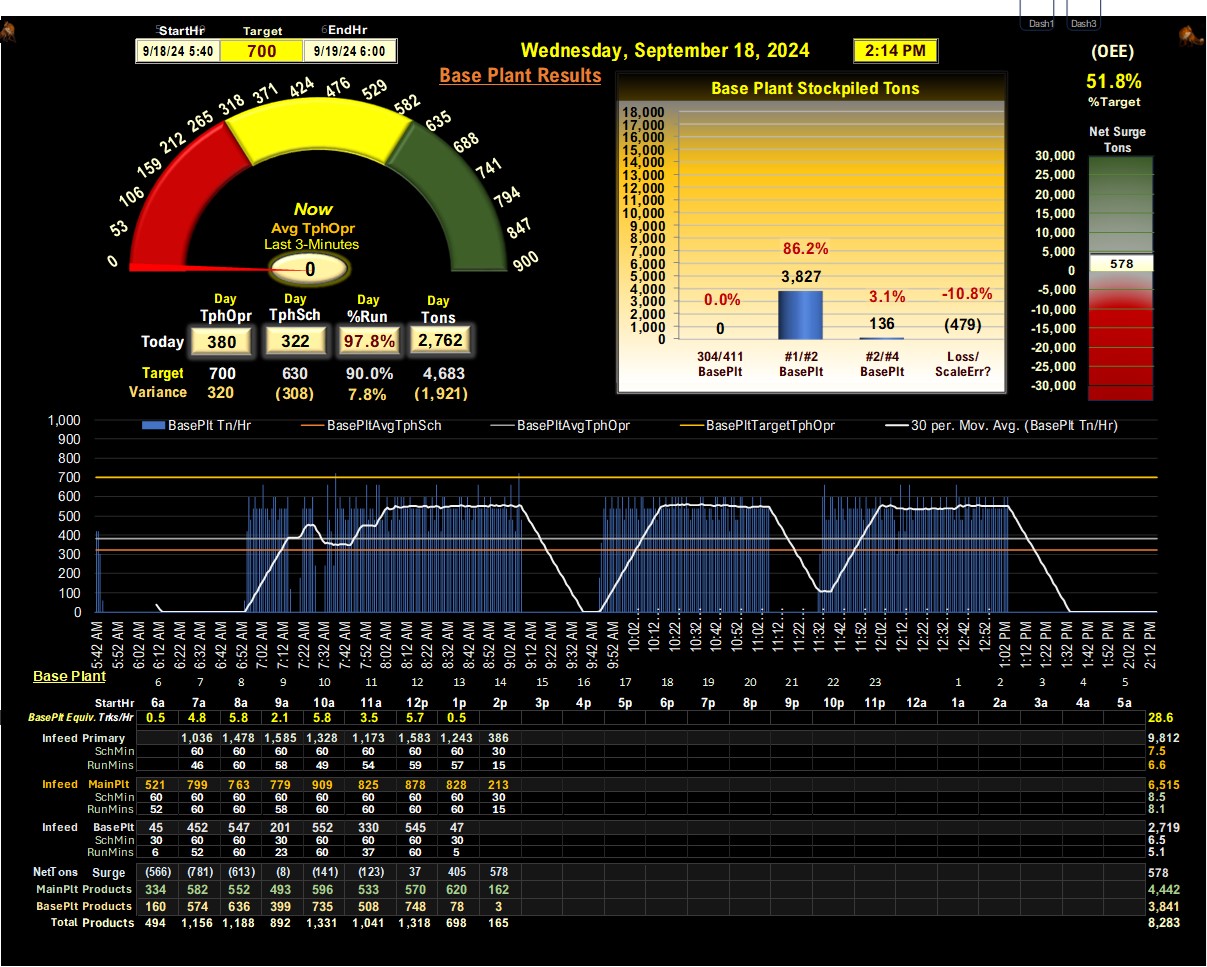 Dash1 Dash3
StartHr Target EndHr
9/18/24 5:40 700 9/19/24 6:00
Wednesday, September 18, 2024 2:14 PM
(OEE)
51.8%
%Target
Base Plant Results
0 53 106 159 212 265 318 371 424 476 529 582 635 688 741 794 847 900
Now
Avg TphOpr
Last 3-Minutes
0
Day TphOpr Day TphSch Day %Run Day Tons
Today 380 322 97.8% 2,762
Target 700 630 90.0% 4,683
Variance 320 (308) 7.8% (1,921)
Base Plant Stockpiled Tons
18,000
17,000
16,000
15,000
14,000
13,000
12,000
11,000
10,000
9,000
8,000
7,000
6,000
5,000
4,000
3,000
2,000
1,000
0
0.0% 86.2% 3.1% -10.8%
0 3,827 136 (479)
304/411 #1/#2 #2/#4 Loss/
BasePlt BasePlt BasePlt ScaleErr?
Net Surge
Tons
30,000
25,000
20,000
15,000
10,000
5,000
578
0
-5,000
-10,000
-15,000
-20,000
-25,000
-30,000
BasePlt Tn/Hr BasePltAvgTphSch BasePltAvgTphOpr BasePltTargetTphOpr 30 per. Mov. Avg. (BasePlt Tn/Hr)
1,000
900
800
700
600
500
400
300
200
100
0
5:42 AM 5:52 AM 6:02 AM 6:12 AM 6:22 AM 6:32 AM 6:42 AM 6:52 AM 7:02 AM 7:12 AM 7:22 AM 7:32 AM 7:42 AM 7:52 AM 8:02 AM 8:12 AM 8:22 AM 8:32 AM 8:42 AM 8:52 AM 9:02 AM 9:12 AM 9:22 AM 9:32 AM 9:42 AM 9:52 AM 10:02... 10:12... 10:22... 10:32... 10:42... 10:52... 11:02... 11:12... 11:22... 11:32... 11:42... 11:52... 12:02... 12:12... 12:22... 12:32... 12:42... 12:52... 1:02 PM 1:12 PM 1:22 PM 1:32 PM 1:42 PM 1:52 PM 2:02 PM 2:12 PM
Base Plant 6 7 8 9 10 11 12 13 14 15 16 17 18 19 20 21 22 23 1 2 3 4 5
StartHr 6a 7a 8a 9a 10a 11a 12p 1p 2p 3p 4p 5p 6p 7p 8p 9p 10p 11p 12a 1a 2a 3a 4a 5a
BasePlt Equiv. Trks/Hr 0.5 4.8 5.8 2.1 5.8 3.5 5.7 0.5 28.6
Infeed Primary 1,036 1,478 1,585 1,328 1,173 1,583 1,243 386 9,812
SchMin 60 60 60 60 60 60 60 30 7.5
RunMins 46 60 58 49 54 59 57 15 6.6
Infeed MainPlt 521 799 763 779 909 825 878 828 213 6,515
SchMin 60 60 60 60 60 60 60 60 30 8.5
RunMins 52 60 60 58 60 60 60 60 15 8.1
Infeed BasePlt 45 452 547 201 552 330 545 47 2,719
SchMin 30 60 60 30 60 60 60 30 6.5
RunMins 6 52 60 23 60 37 60 5 5.1
NetTons Surge (566) (781) (613) (8) (141) (123) 37 405 578 578
MainPlt Products 334 582 552 493 596 533 570 620 162 4,442
BasePlt Products 160 574 636 399 735 508 748 78 3 3,841
Total Products 494 1,156 1,188 892 1,331 1,041 1,318 698 165 8,283